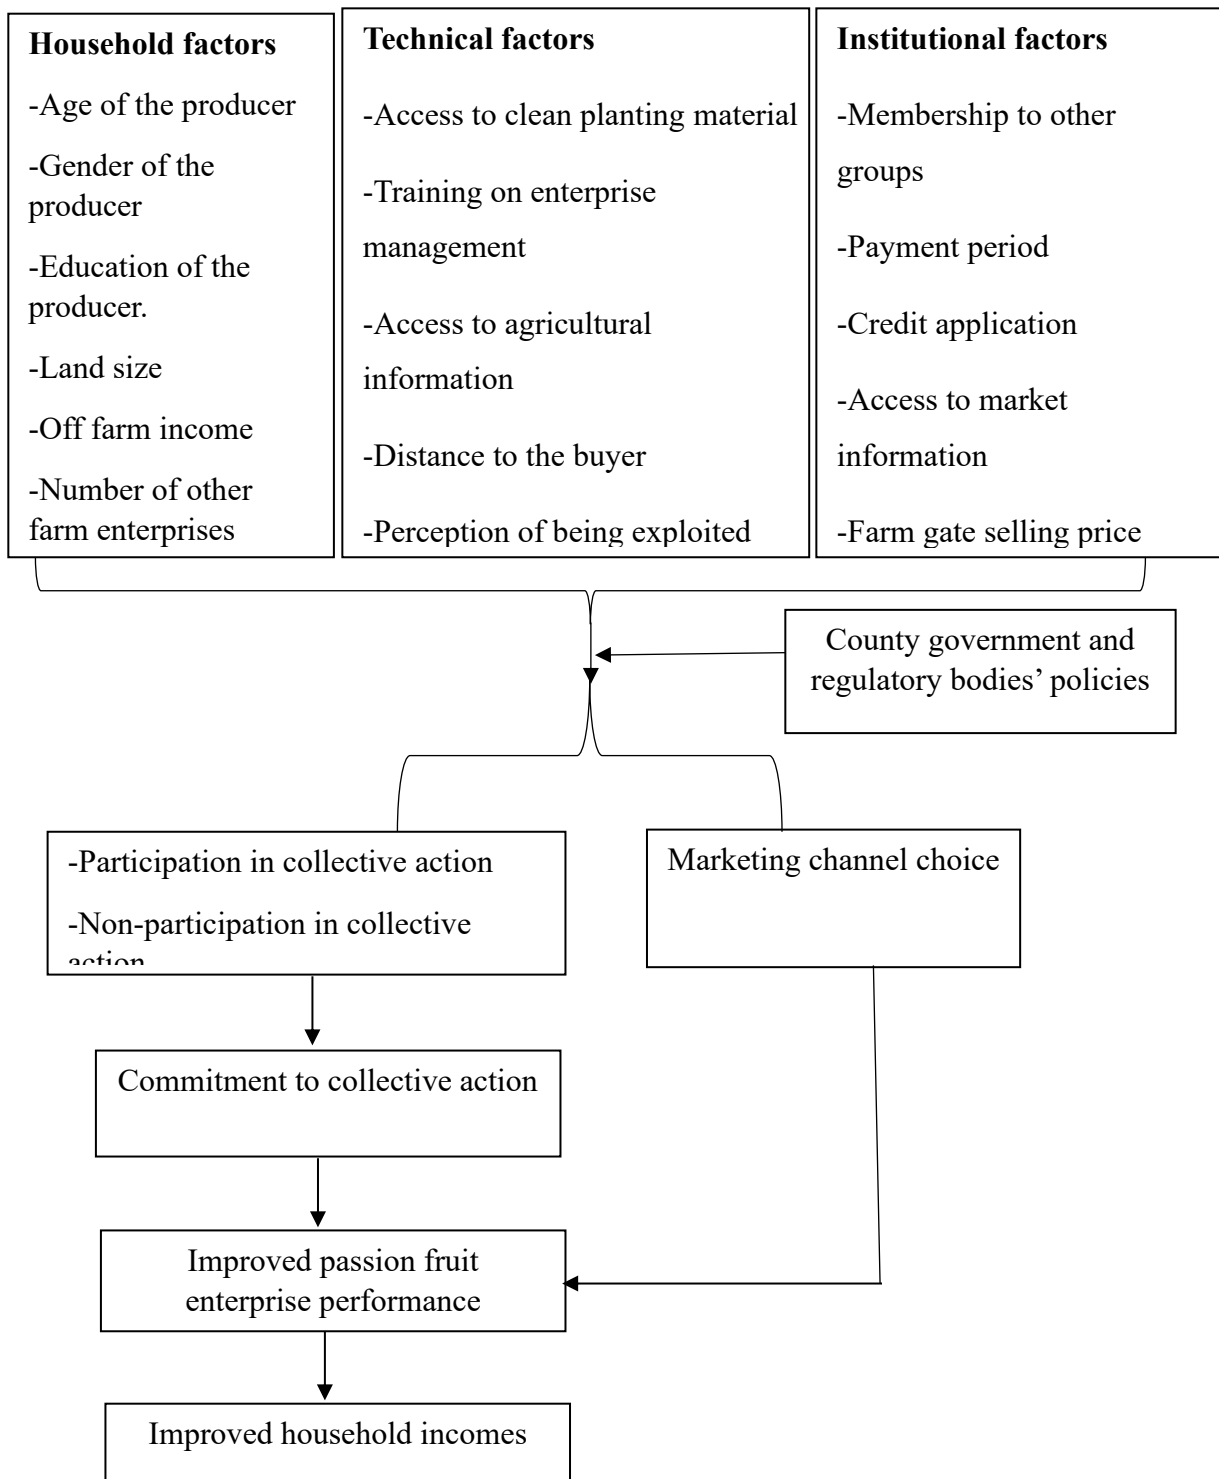 Household factors
-Age of the producer
-Gender of the
producer
-Education of the
producer.
-Land size
-Off farm income
-Number of other
farm enterprises
Technical factors
-Access to clean planting material
-Training on enterprise
management
-Access to agricultural
information
-Distance to the buyer
-Perception of being exploited
Institutional factors
-Membership to other
groups
-Payment period
-Credit application
-Access to market
information
-Farm gate selling price
County government and
regulatory bodies’ policies
-Participation in collective action
-Non-participation in collective
action
Marketing channel choice
Commitment to collective action
Improved passion fruit
enterprise performance
Improved household incomes